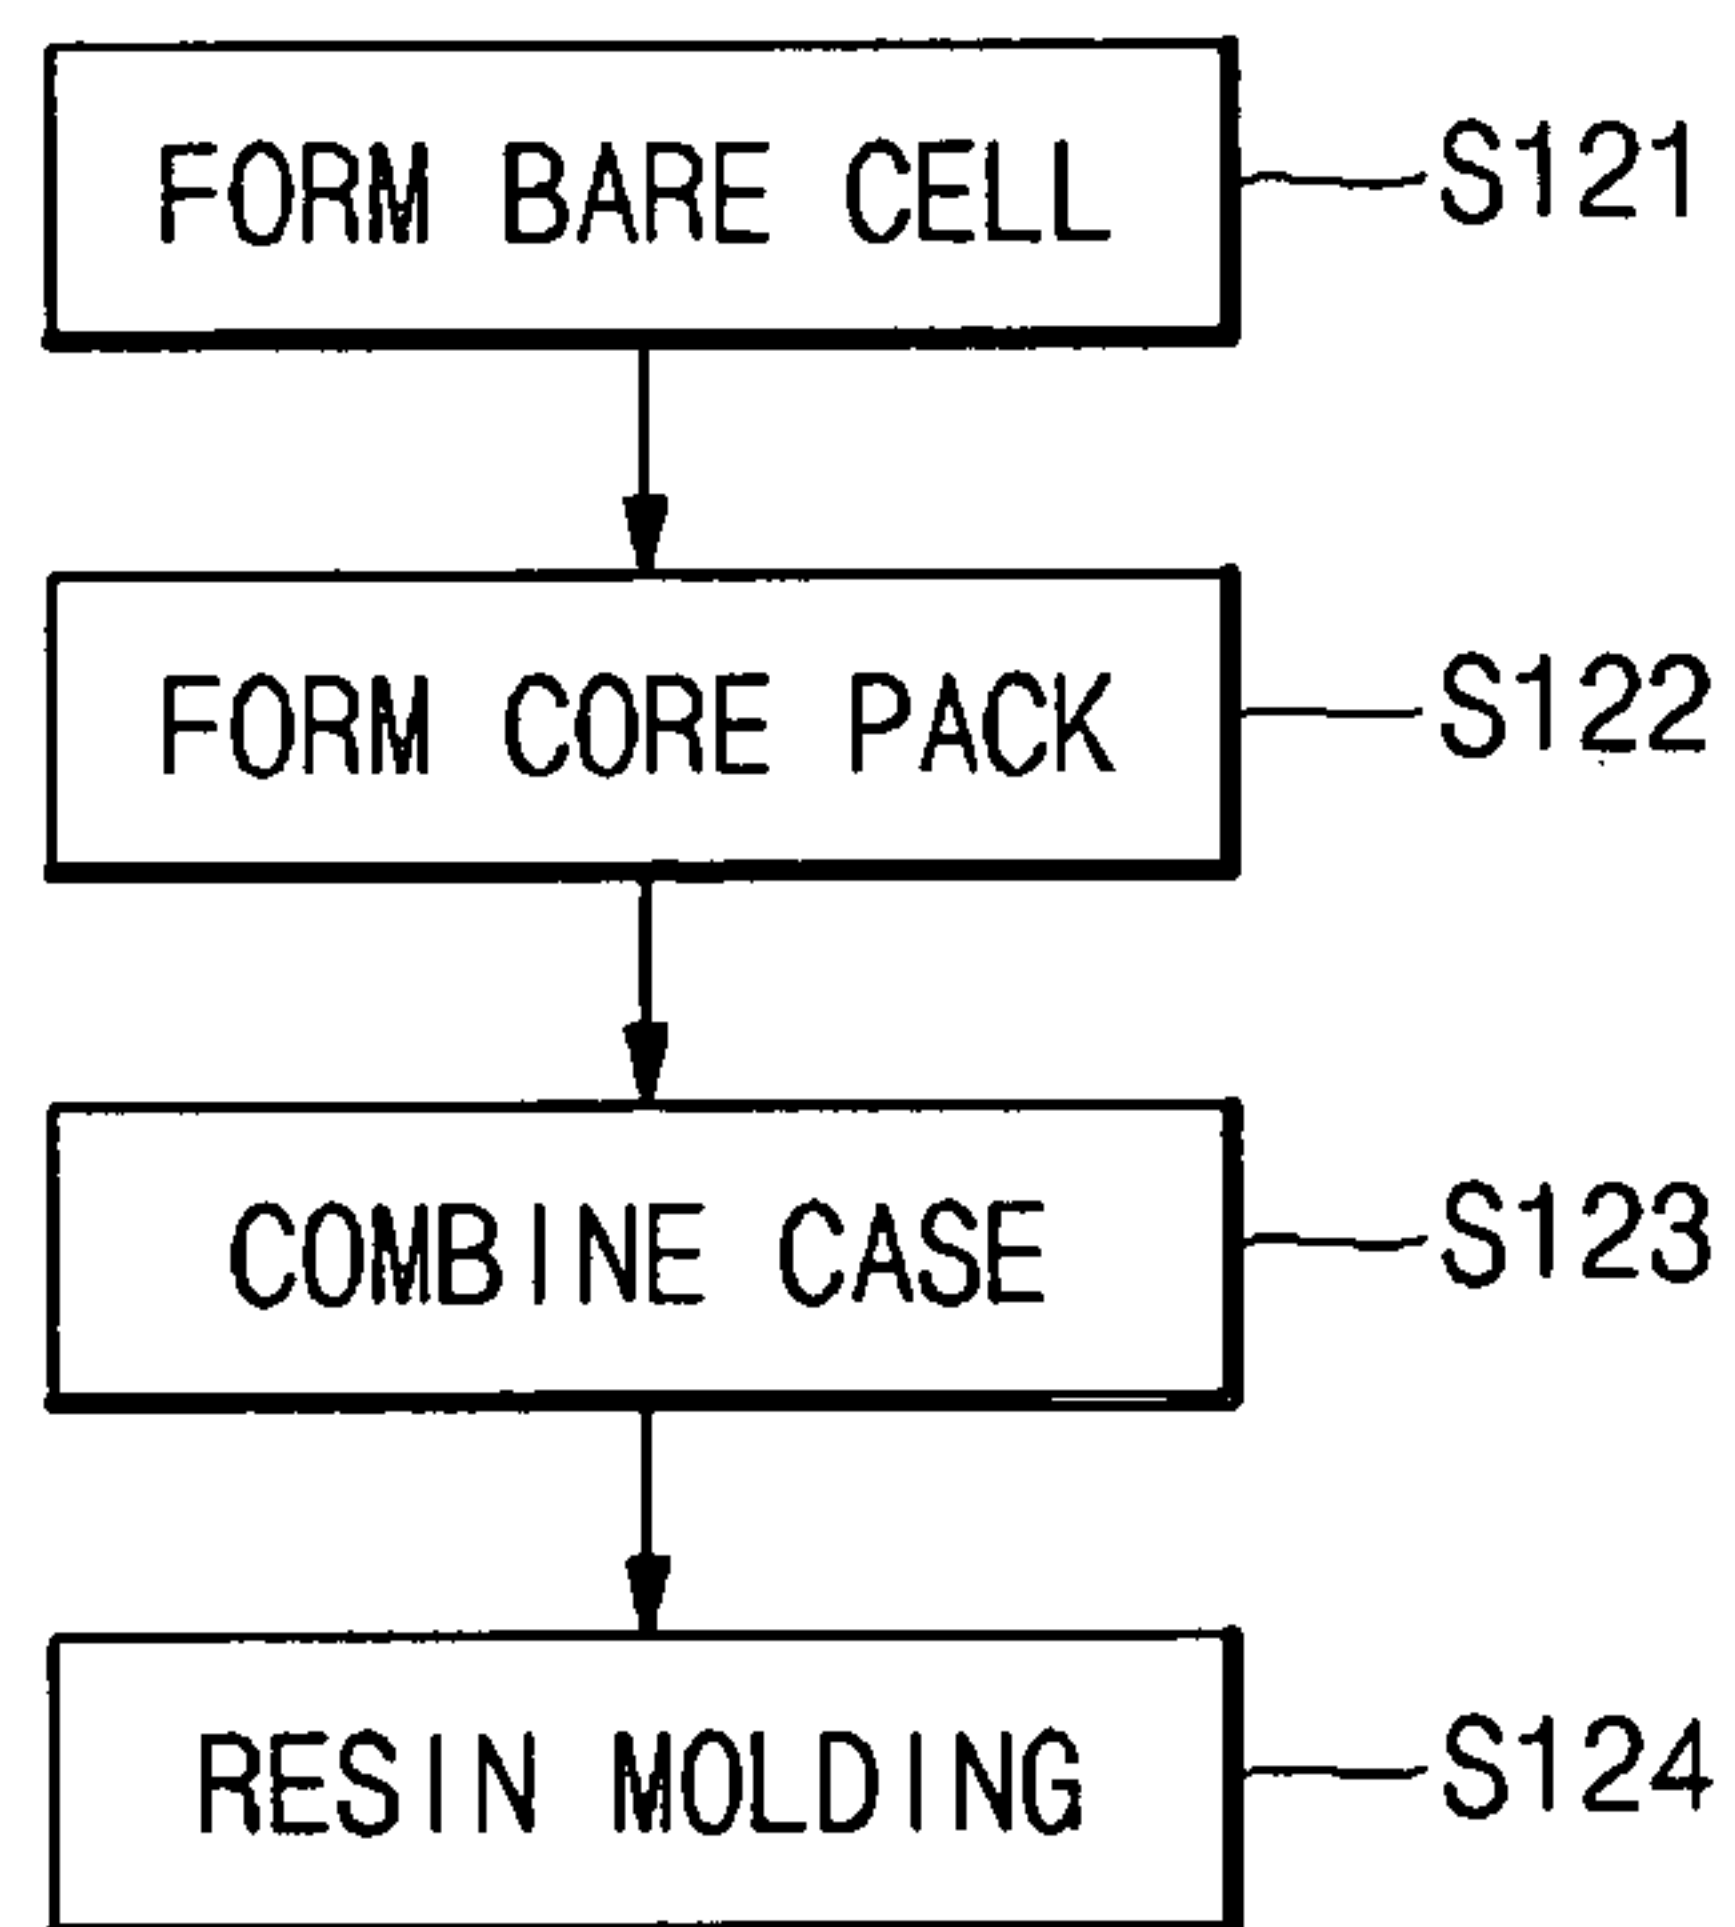 FORM BARE CELL
S121
FORM CORE PACK
S122
COMBINE CASE
S123
RESIN MOLDING
S124